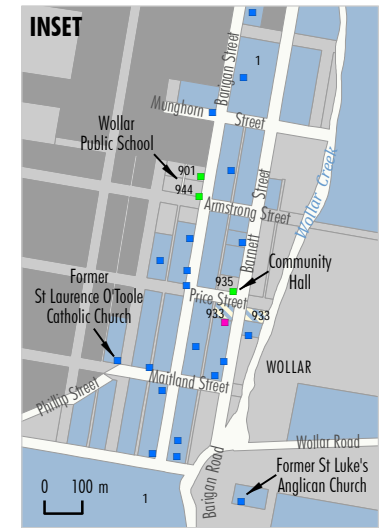 INSET
Barigan Street
1
Munghorn Street
Wollar
Public School
901
944
Armstrong Street
Barnett Street
Wollar Creek
935
Community
Hall
Price Street
933
933
Former
St Laurence O'Toole
Catholic Church
WOLLAR
Maitland Street
Phillip Street
Wollar Road
Barigan Road
Former St Luke's
Anglican Church
0 100 m
1